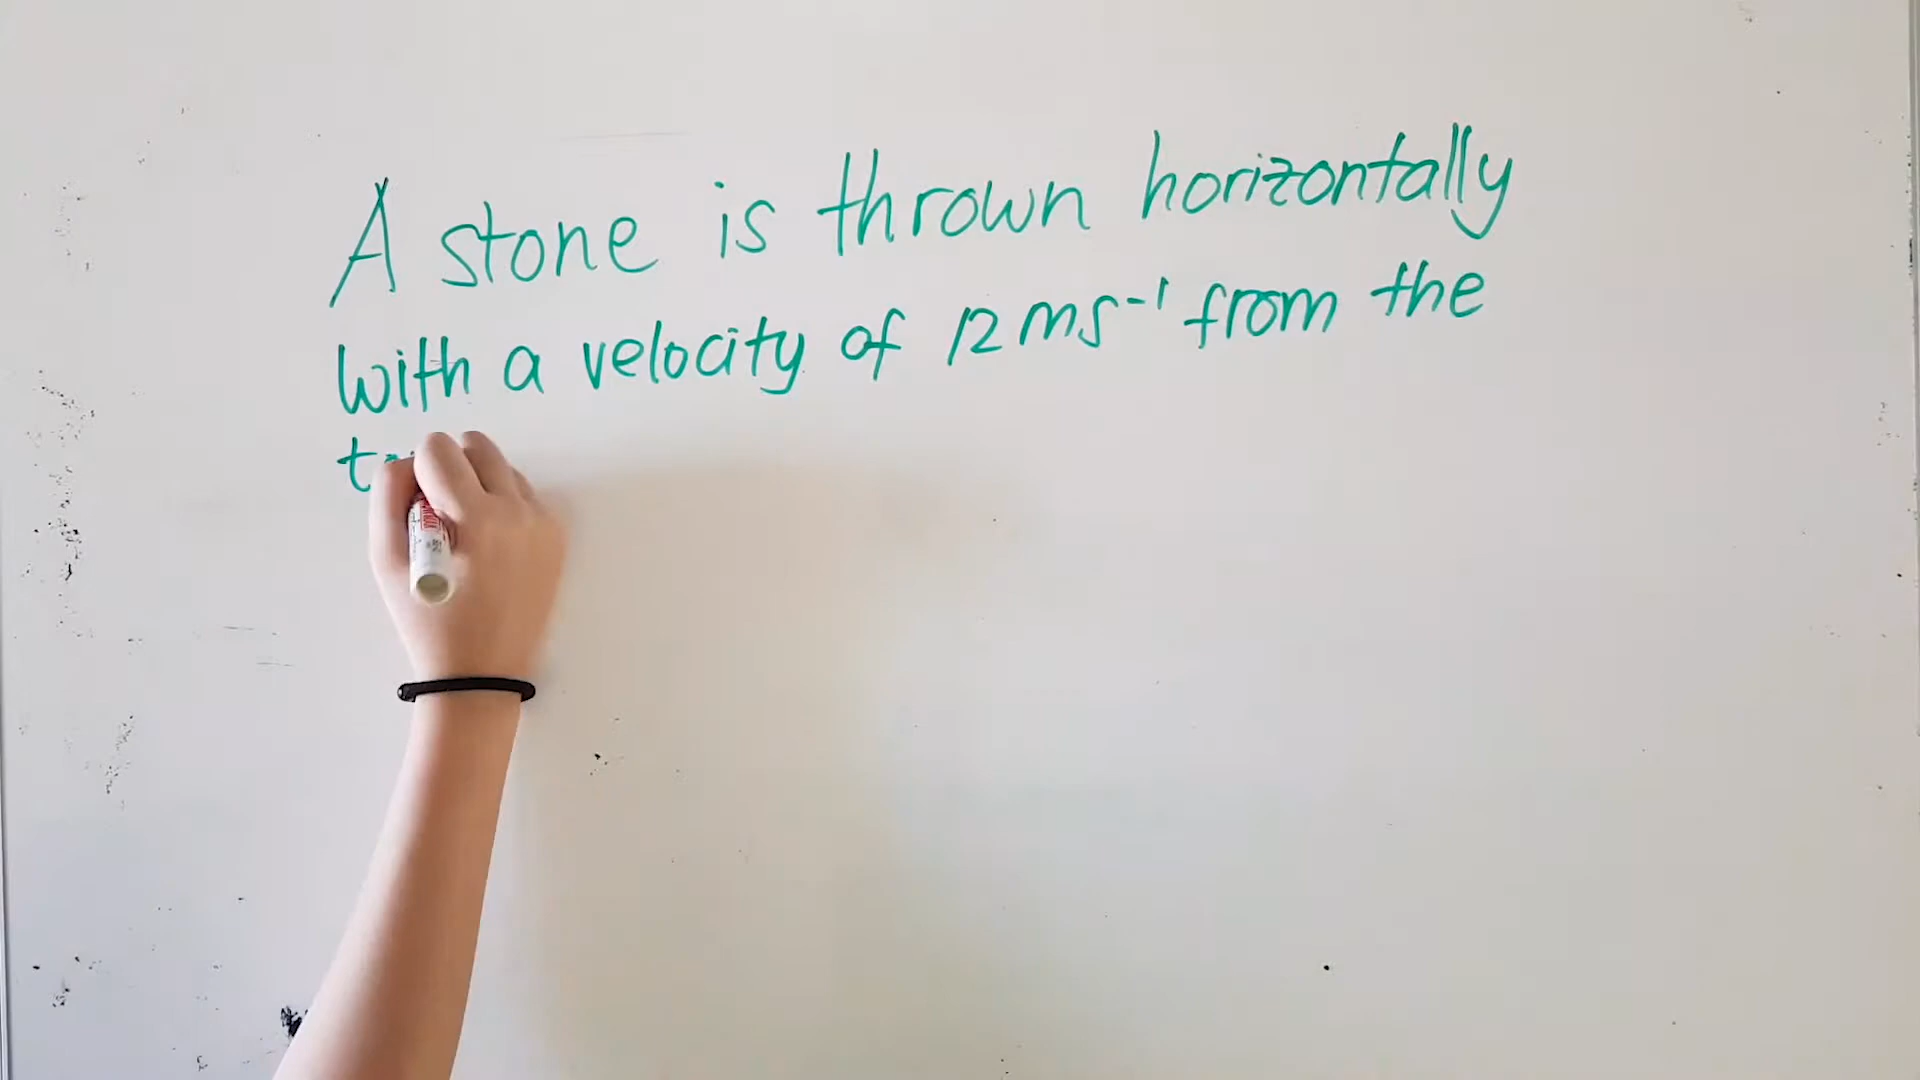 A stone is thrown horizontally
with a velocity of 12 ms⁻¹ from the